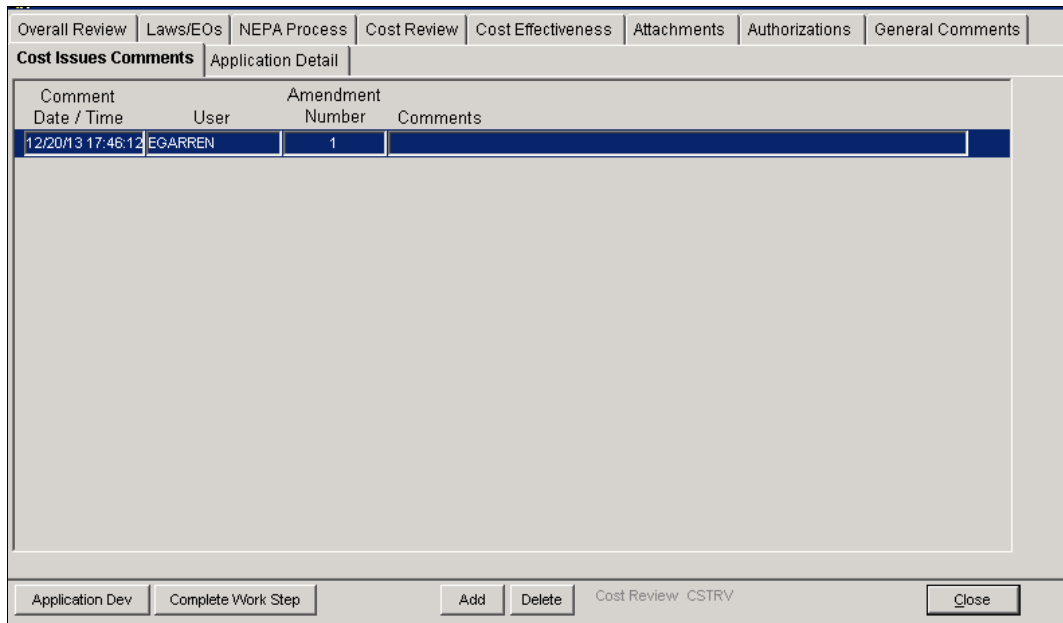 Overall Review Laws/EOs NEPA Process Cost Review Cost Effectiveness Attachments Authorizations General Comments
Cost Issues Comments Application Detail
Comment Amendment
Date / Time User Number Comments
12/20/13 17:46:12 EGARREN 1
Application Dev Complete Work Step Add Delete Cost Review CSTRV Close